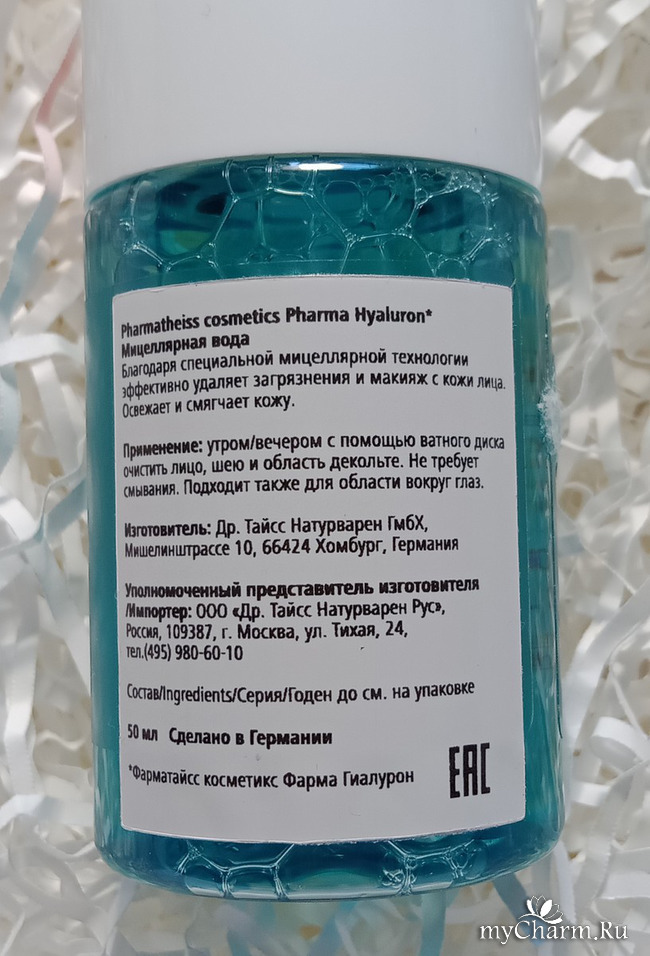 Pharmatheiss cosmetics Pharma Hyaluron*
Мицеллярная вода
Благодаря специальной мицеллярной технологии
эффективно удаляет загрязнения и макияж с кожи лица.
Освежает и смягчает кожу.
Применение: утром/вечером с помощью ватного диска
очистить лицо, шею и область декольте. Не требует
смывания. Подходит также для области вокруг глаз.
Изготовитель: Др. Тайсс Натурварен ГмбХ,
Мишелинштрассе 10, 66424 Хомбург, Германия
Уполномоченный представитель изготовителя
/Импортер: ООО «Др. Тайсс Натурварен Рус»,
Россия, 109387, г. Москва, ул. Тихая, 24,
тел.(495) 980-60-10
Состав/Ingredients/Серия/Годен до см. на упаковке
50 мл Сделано в Германии
*Фарматайсс косметикс Фарма Гиалурон
EAC
myCharm.Ru